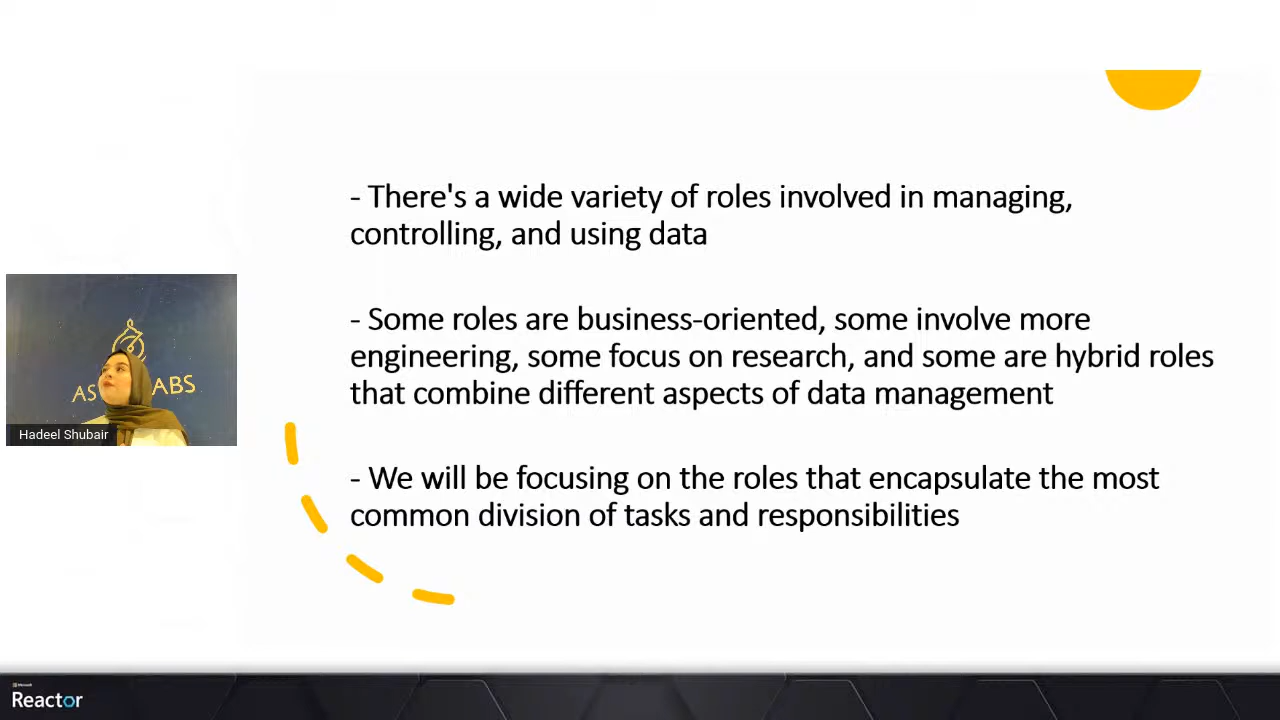 - There's a wide variety of roles involved in managing,
controlling, and using data
- Some roles are business-oriented, some involve more
engineering, some focus on research, and some are hybrid roles
that combine different aspects of data management
- We will be focusing on the roles that encapsulate the most
common division of tasks and responsibilities
AS ABS
Hadeel Shubair
Microsoft
Reactor